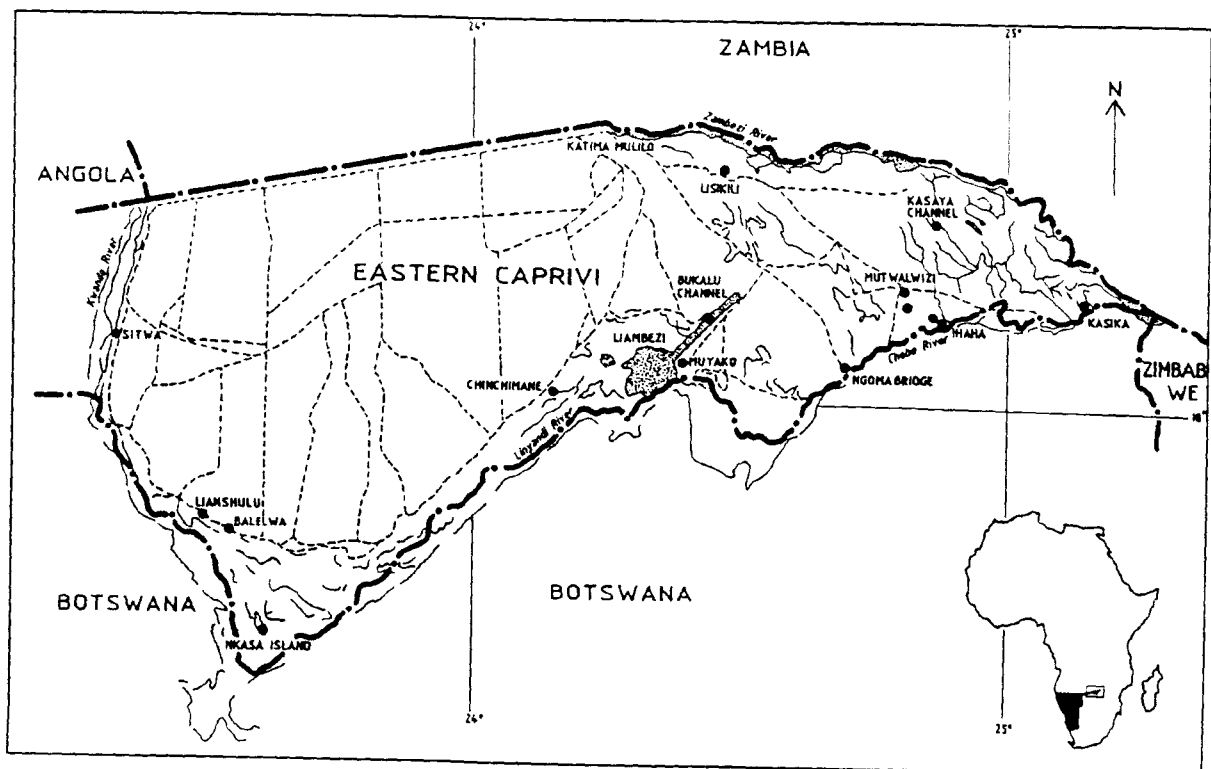 24°
25°
ZAMBIA
N
Zambezi River
KATIMA MULILO
ANGOLA
LISIKILI
KASAYA
CHANNEL
Kwando River
EASTERN CAPRIVI
BUKALU
CHANNEL
MUTWALWIZI
SITWA
LIAMBEZI
IHAHA
KASIKA
Chobe River
MUYAKO
NGOMA BRIDGE
ZIMBAB
WE
CHINCHIMANE
18°
Linyandi River
LIANSHULU
BALELWA
BOTSWANA
BOTSWANA
NKASA ISLAND
24°
25°